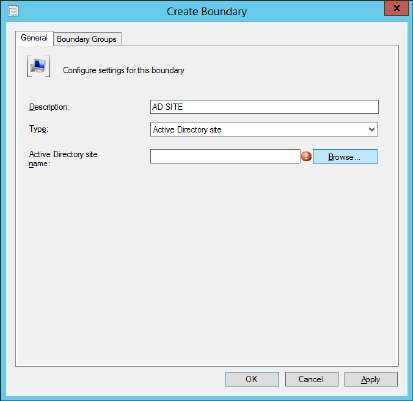 Create Boundary
General
Boundary Groups
Configure settings for this boundary
Description:
AD SITE
Type:
Active Directory site
Active Directory site
name:
Browse...
OK
Cancel
Apply